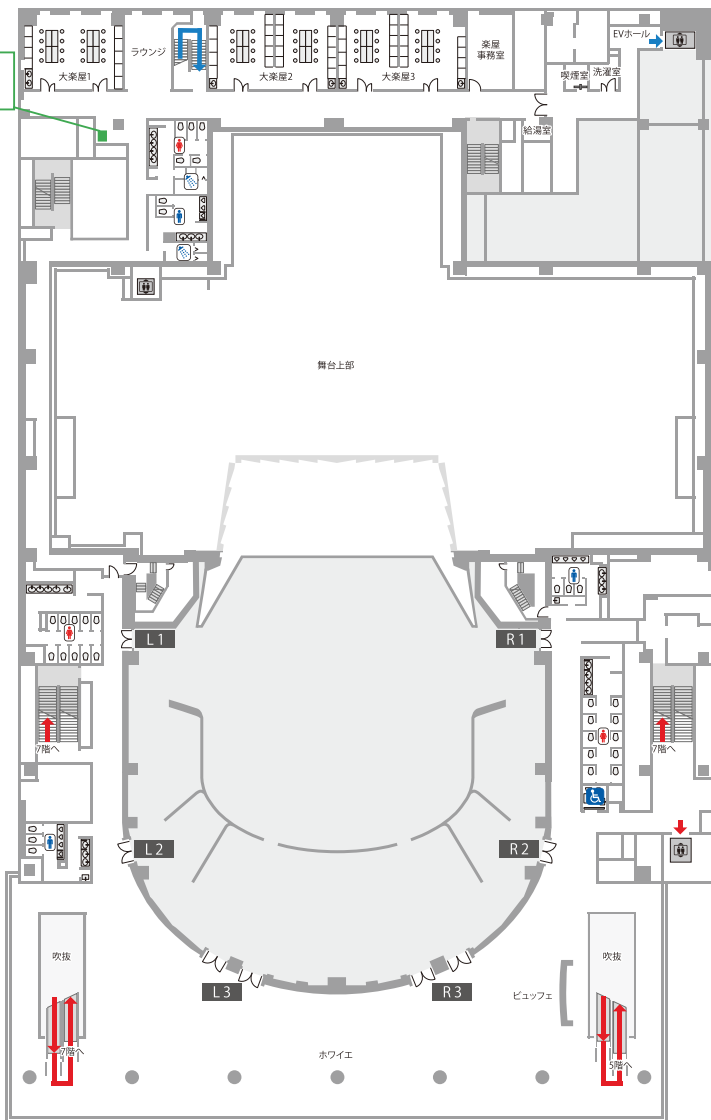 EVホール
大楽屋1
ラウンジ
大楽屋2
大楽屋3
楽屋
事務室
喫煙室
洗濯室
給湯室
舞台上部
L1
R1
7階へ
7階へ
L2
R2
吹抜
吹抜
L3
R3
ビュッフェ
7階へ
5階へ
ホワイエ